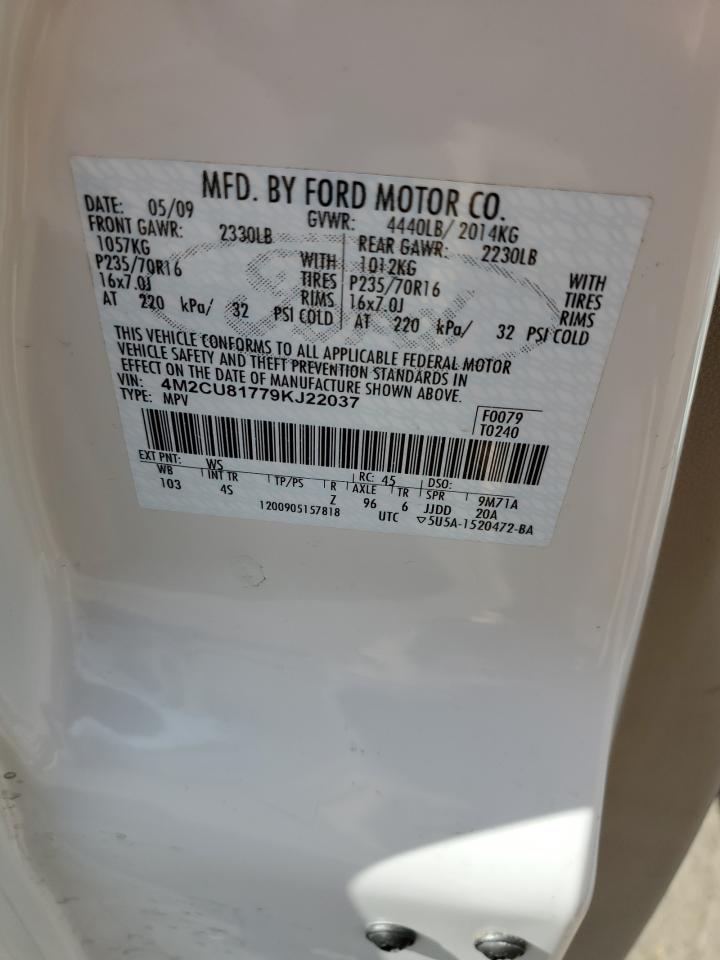 MFD. BY FORD MOTOR CO.
DATE: 05/09 GVWR: 4440LB/ 2014KG
FRONT GAWR: 2330LB REAR GAWR: 2230LB
1057KG WITH 1012KG WITH
P235/70R16 TIRES P235/70R16 TIRES
16x7.0J RIMS 16x7.0J RIMS
AT 220 kPa/ 32 PSI COLD AT 220 kPa/ 32 PSI COLD
THIS VEHICLE CONFORMS TO ALL APPLICABLE FEDERAL MOTOR
VEHICLE SAFETY AND THEFT PREVENTION STANDARDS IN
EFFECT ON THE DATE OF MANUFACTURE SHOWN ABOVE.
VIN: 4M2CU81779KJ22037 F0079
TYPE: MPV T0240
EXT PNT: WS RC: 45 DSO:
WB INT TR TP/PS R AXLE TR SPR 9M71A
103 4S Z 96 6 JJDD 20A
1200905157818 UTC ▽5U5A-1520472-BA